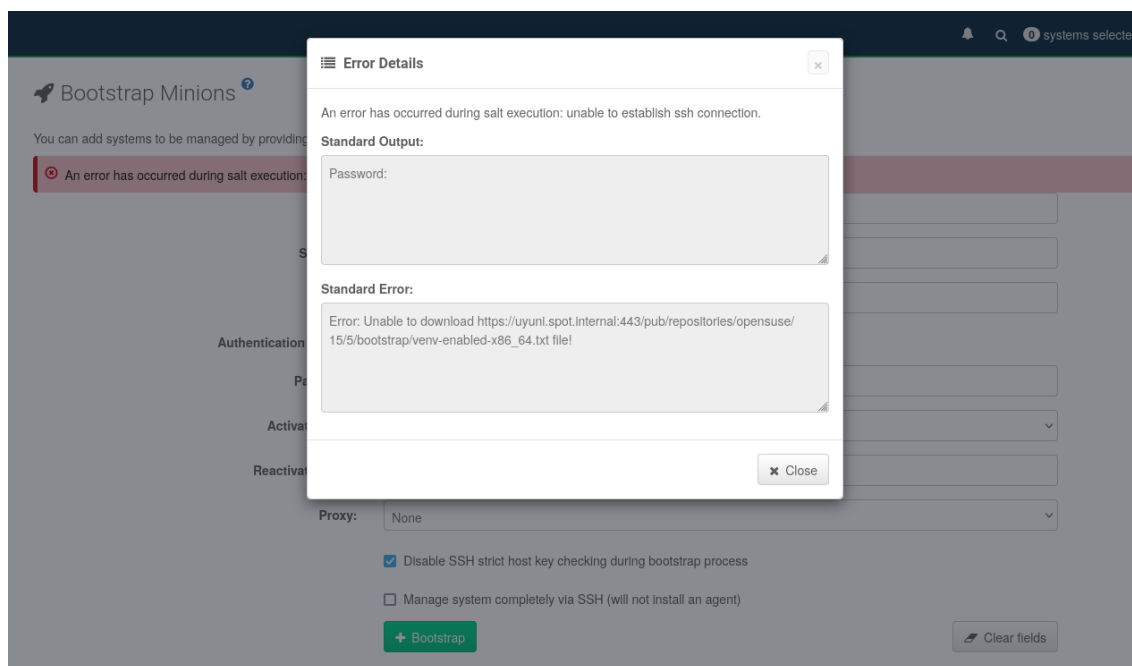 0 systems selecte
Error Details
Bootstrap Minions
An error has occurred during salt execution: unable to establish ssh connection.
You can add systems to be managed by providing
Standard Output:
An error has occurred during salt execution:
Password:
S
Standard Error:
Error: Unable to download https://uyuni.spot.internal:443/pub/repositories/opensuse/
15/5/bootstrap/venv-enabled-x86_64.txt file!
Authentication
Pa
Activat
Reactivat
Close
Proxy:
None
Disable SSH strict host key checking during bootstrap process
Manage system completely via SSH (will not install an agent)
Bootstrap
Clear fields